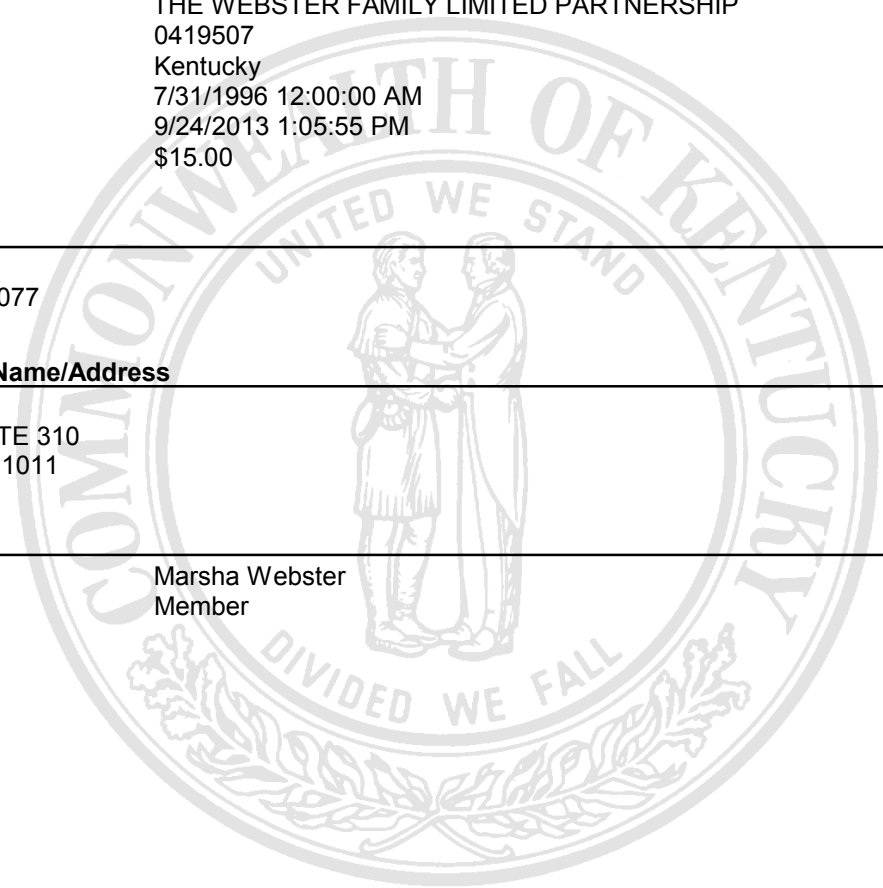 THE WEBSTER FAMILY LIMITED PARTNERSHIP
0419507
Kentucky
7/31/1996 12:00:00 AM
9/24/2013 1:05:55 PM
$15.00
077
Name/Address
TE 310
1011
Marsha Webster
Member
COMMONWEALTH OF KENTUCKY
UNITED WE STAND
DIVIDED WE FALL